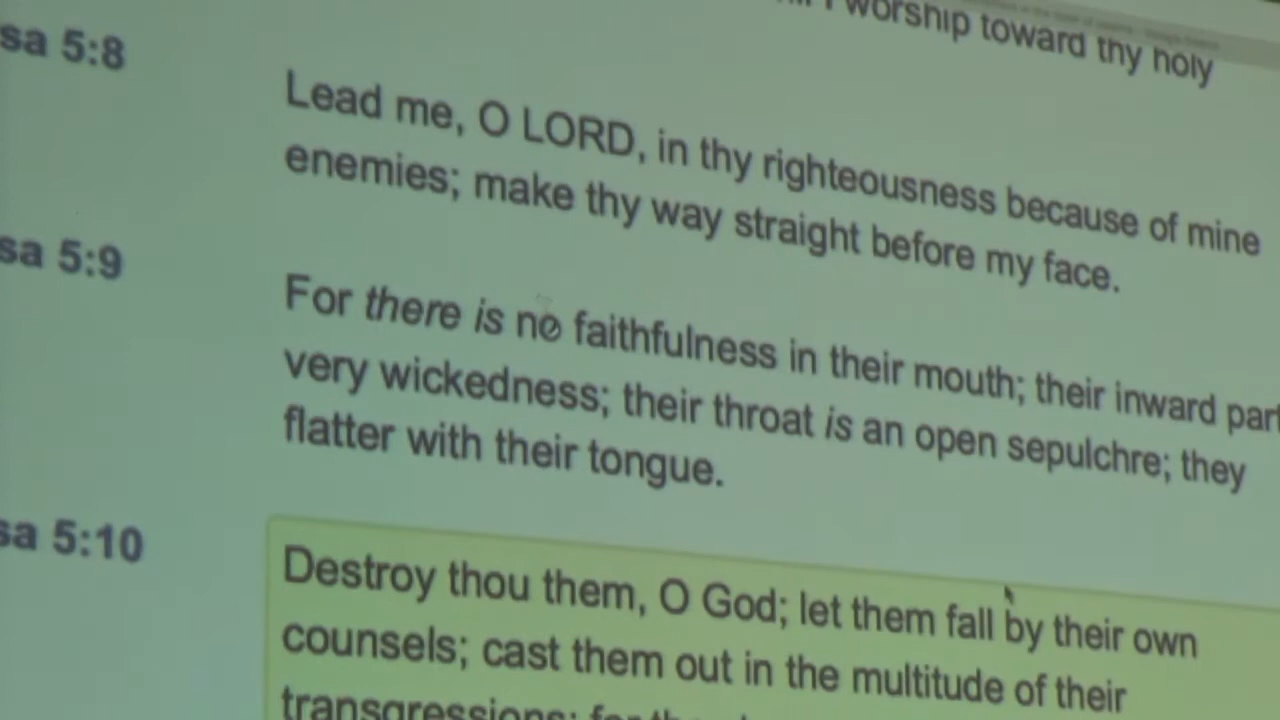 worship toward thy holy
sa 5:8
Lead me, O LORD, in thy righteousness because of mine
enemies; make thy way straight before my face.
sa 5:9
For there is no faithfulness in their mouth; their inward part
very wickedness; their throat is an open sepulchre; they
flatter with their tongue.
sa 5:10
Destroy thou them, O God; let them fall by their own
counsels; cast them out in the multitude of their
transgressions; for